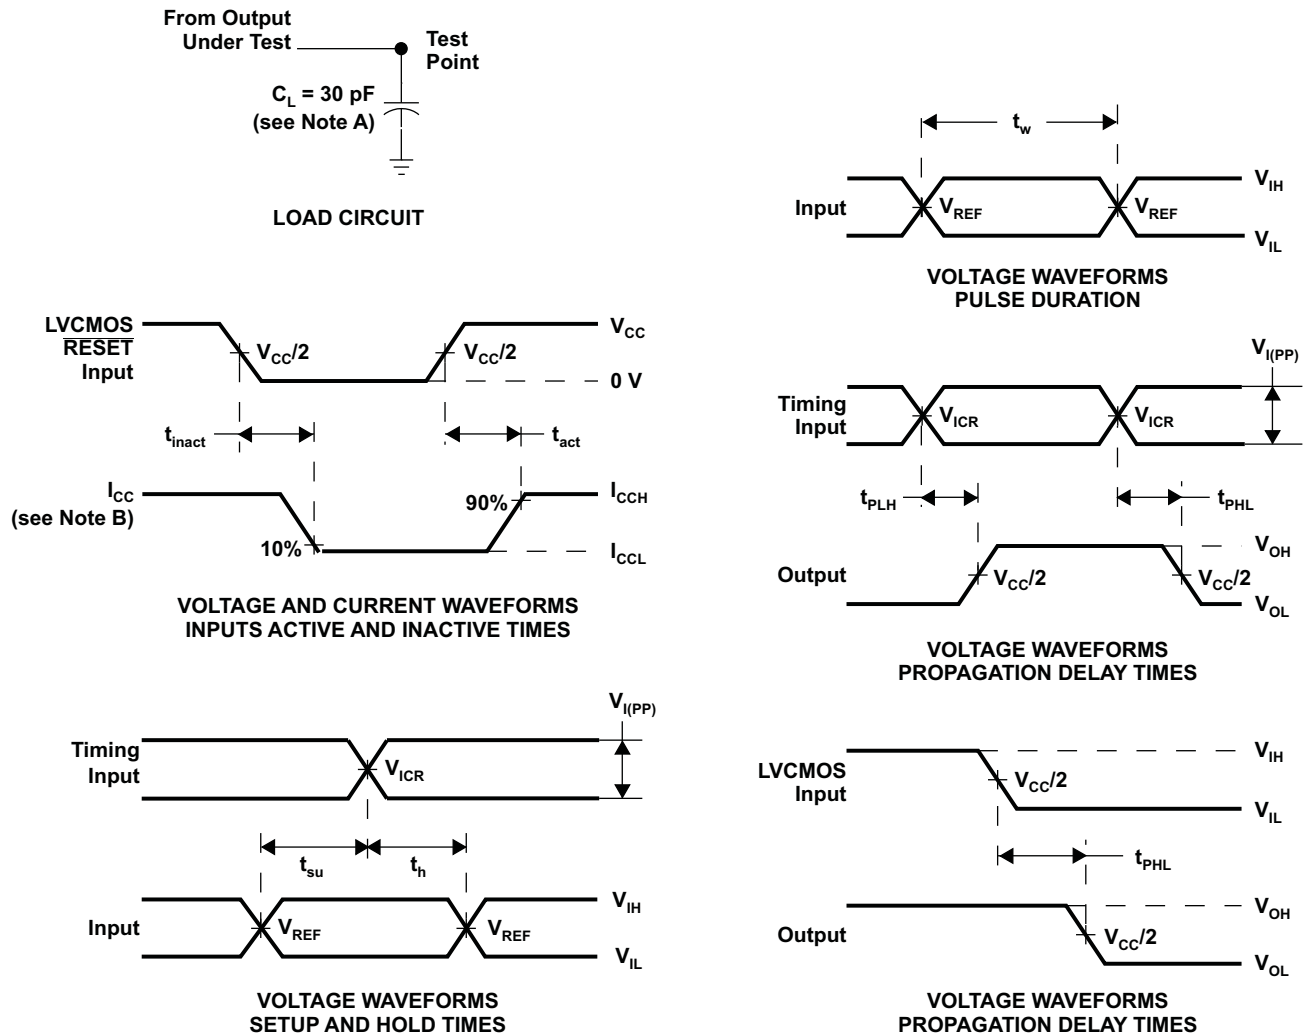 From Output
Under Test
Test
Point
C_L = 30 pF
(see Note A)
LOAD CIRCUIT
LVCMOS
R̅E̅S̅E̅T̅
Input
V_CC/2
V_CC/2
V_CC
0 V
t_inact
t_act
I_CC
(see Note B)
10%
90%
I_CCH
I_CCL
VOLTAGE AND CURRENT WAVEFORMS
INPUTS ACTIVE AND INACTIVE TIMES
Timing
Input
V_ICR
V_I(PP)
t_su
t_h
Input
V_REF
V_REF
V_IH
V_IL
VOLTAGE WAVEFORMS
SETUP AND HOLD TIMES
t_w
Input
V_REF
V_REF
V_IH
V_IL
VOLTAGE WAVEFORMS
PULSE DURATION
Timing
Input
V_ICR
V_ICR
V_I(PP)
t_PLH
t_PHL
Output
V_CC/2
V_CC/2
V_OH
V_OL
VOLTAGE WAVEFORMS
PROPAGATION DELAY TIMES
LVCMOS
Input
V_CC/2
V_IH
V_IL
t_PHL
Output
V_CC/2
V_OH
V_OL
VOLTAGE WAVEFORMS
PROPAGATION DELAY TIMES